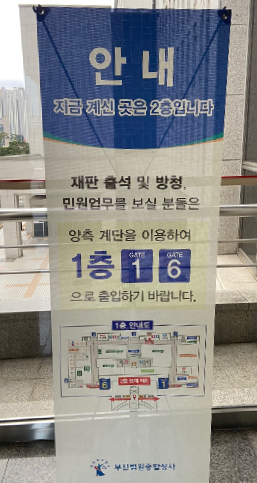 안내
지금 계신 곳은 2층입니다
재판 출석 및 방청,
민원업무를 보실 분들은
양측 계단을 이용하여
1층 GATE 1 GATE 6
으로 출입하기 바랍니다.
1층 안내도
6
1
부산법원종합청사